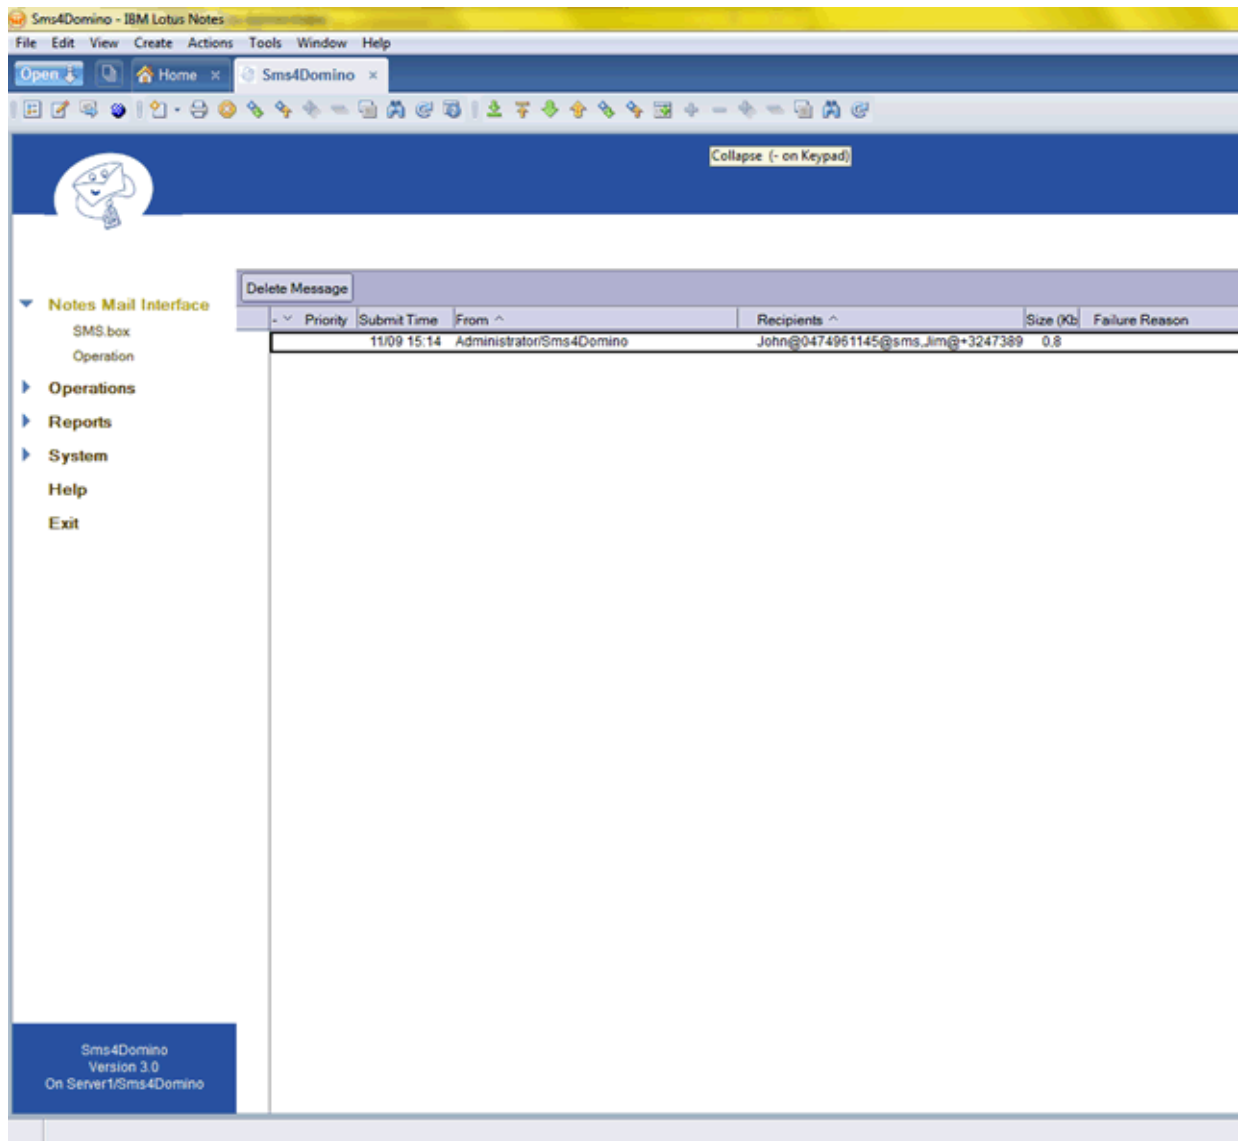 Sms4Domino - IBM Lotus Notes
File Edit View Create Actions Tools Window Help
Open Home × Sms4Domino ×
Collapse (- on Keypad)
Delete Message
- Priority Submit Time From Recipients Size (Kb Failure Reason
11/09 15:14 Administrator/Sms4Domino John@0474961145@sms,Jim@+3247389 0,8
Notes Mail Interface
SMS.box
Operation
Operations
Reports
System
Help
Exit
Sms4Domino
Version 3.0
On Server1/Sms4Domino